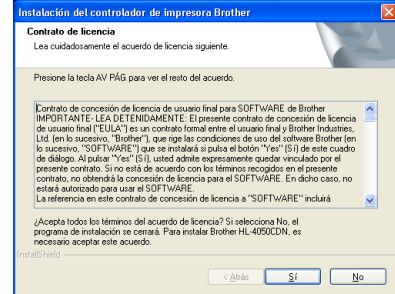 Instalación del controlador de impresora Brother
Contrato de licencia
Lea cuidadosamente el acuerdo de licencia siguiente.
Presione la tecla AV PÁG para ver el resto del acuerdo.
Contrato de concesión de licencia de usuario final para SOFTWARE de Brother
IMPORTANTE- LEA DETENIDAMENTE: El presente contrato de concesión de licencia
de usuario final ("EULA") es un contrato formal entre el usuario final y Brother Industries,
Ltd. (en lo sucesivo, "Brother"), que rige las condiciones de uso del software Brother (en
lo sucesivo, "SOFTWARE") que se instalará si pulsa el botón "Yes" (Sí) de este cuadro
de diálogo. Al pulsar "Yes" (Sí), usted admite expresamente quedar vinculado por el
presente contrato. Si no está de acuerdo con los términos recogidos en el presente
contrato, no obtendrá la concesión de licencia para el SOFTWARE. En dicho caso, no
estará autorizado para usar el SOFTWARE.
La referencia en este contrato de concesión de licencia a "SOFTWARE" incluirá
¿Acepta todos los términos del acuerdo de licencia? Si selecciona No, el
programa de instalación se cerrará. Para instalar Brother HL-4050CDN, es
necesario aceptar este acuerdo.
InstallShield
< Atrás Sí No